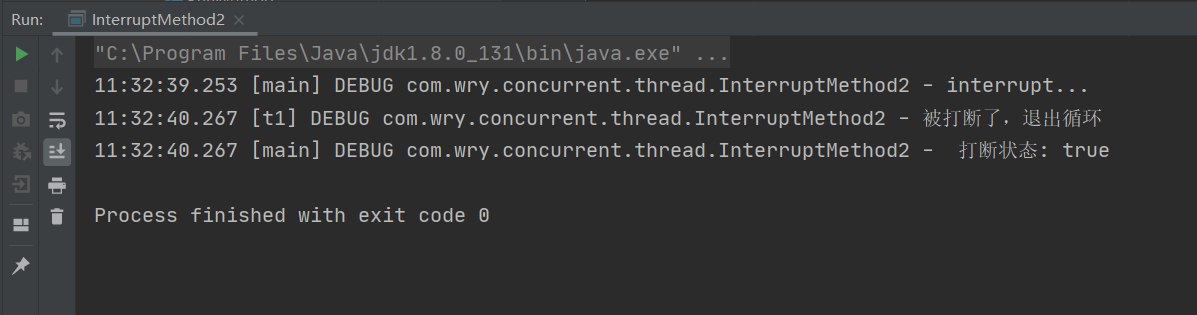 Run: InterruptMethod2
"C:\Program Files\Java\jdk1.8.0_131\bin\java.exe" ...
11:32:39.253 [main] DEBUG com.wry.concurrent.thread.InterruptMethod2 - interrupt...
11:32:40.267 [t1] DEBUG com.wry.concurrent.thread.InterruptMethod2 - 被打断了，退出循环
11:32:40.267 [main] DEBUG com.wry.concurrent.thread.InterruptMethod2 -  打断状态: true
Process finished with exit code 0